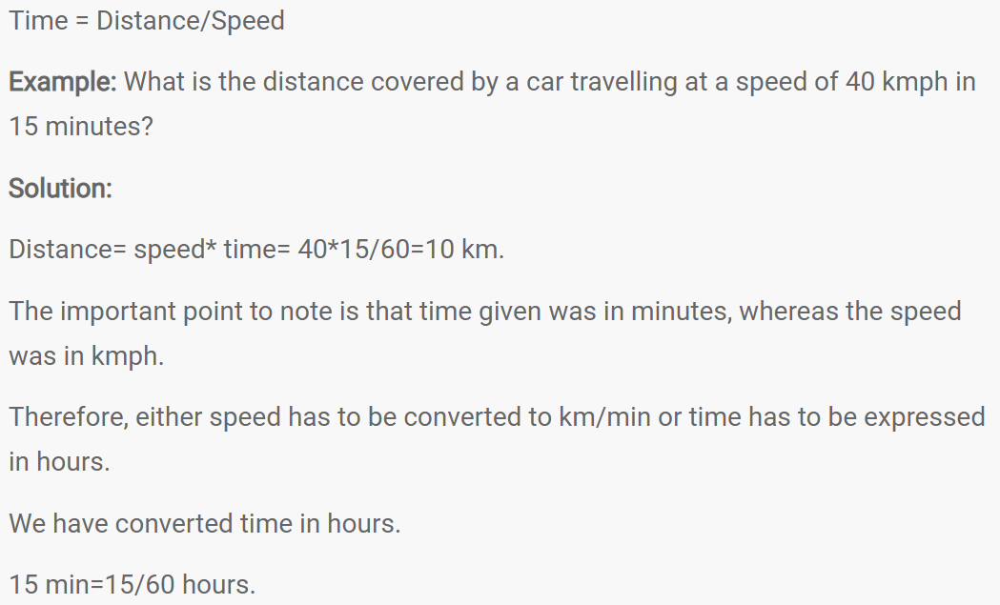 Time = Distance/Speed
Example: What is the distance covered by a car travelling at a speed of 40 kmph in
15 minutes?
Solution:
Distance= speed* time= 40*15/60=10 km.
The important point to note is that time given was in minutes, whereas the speed
was in kmph.
Therefore, either speed has to be converted to km/min or time has to be expressed
in hours.
We have converted time in hours.
15 min=15/60 hours.